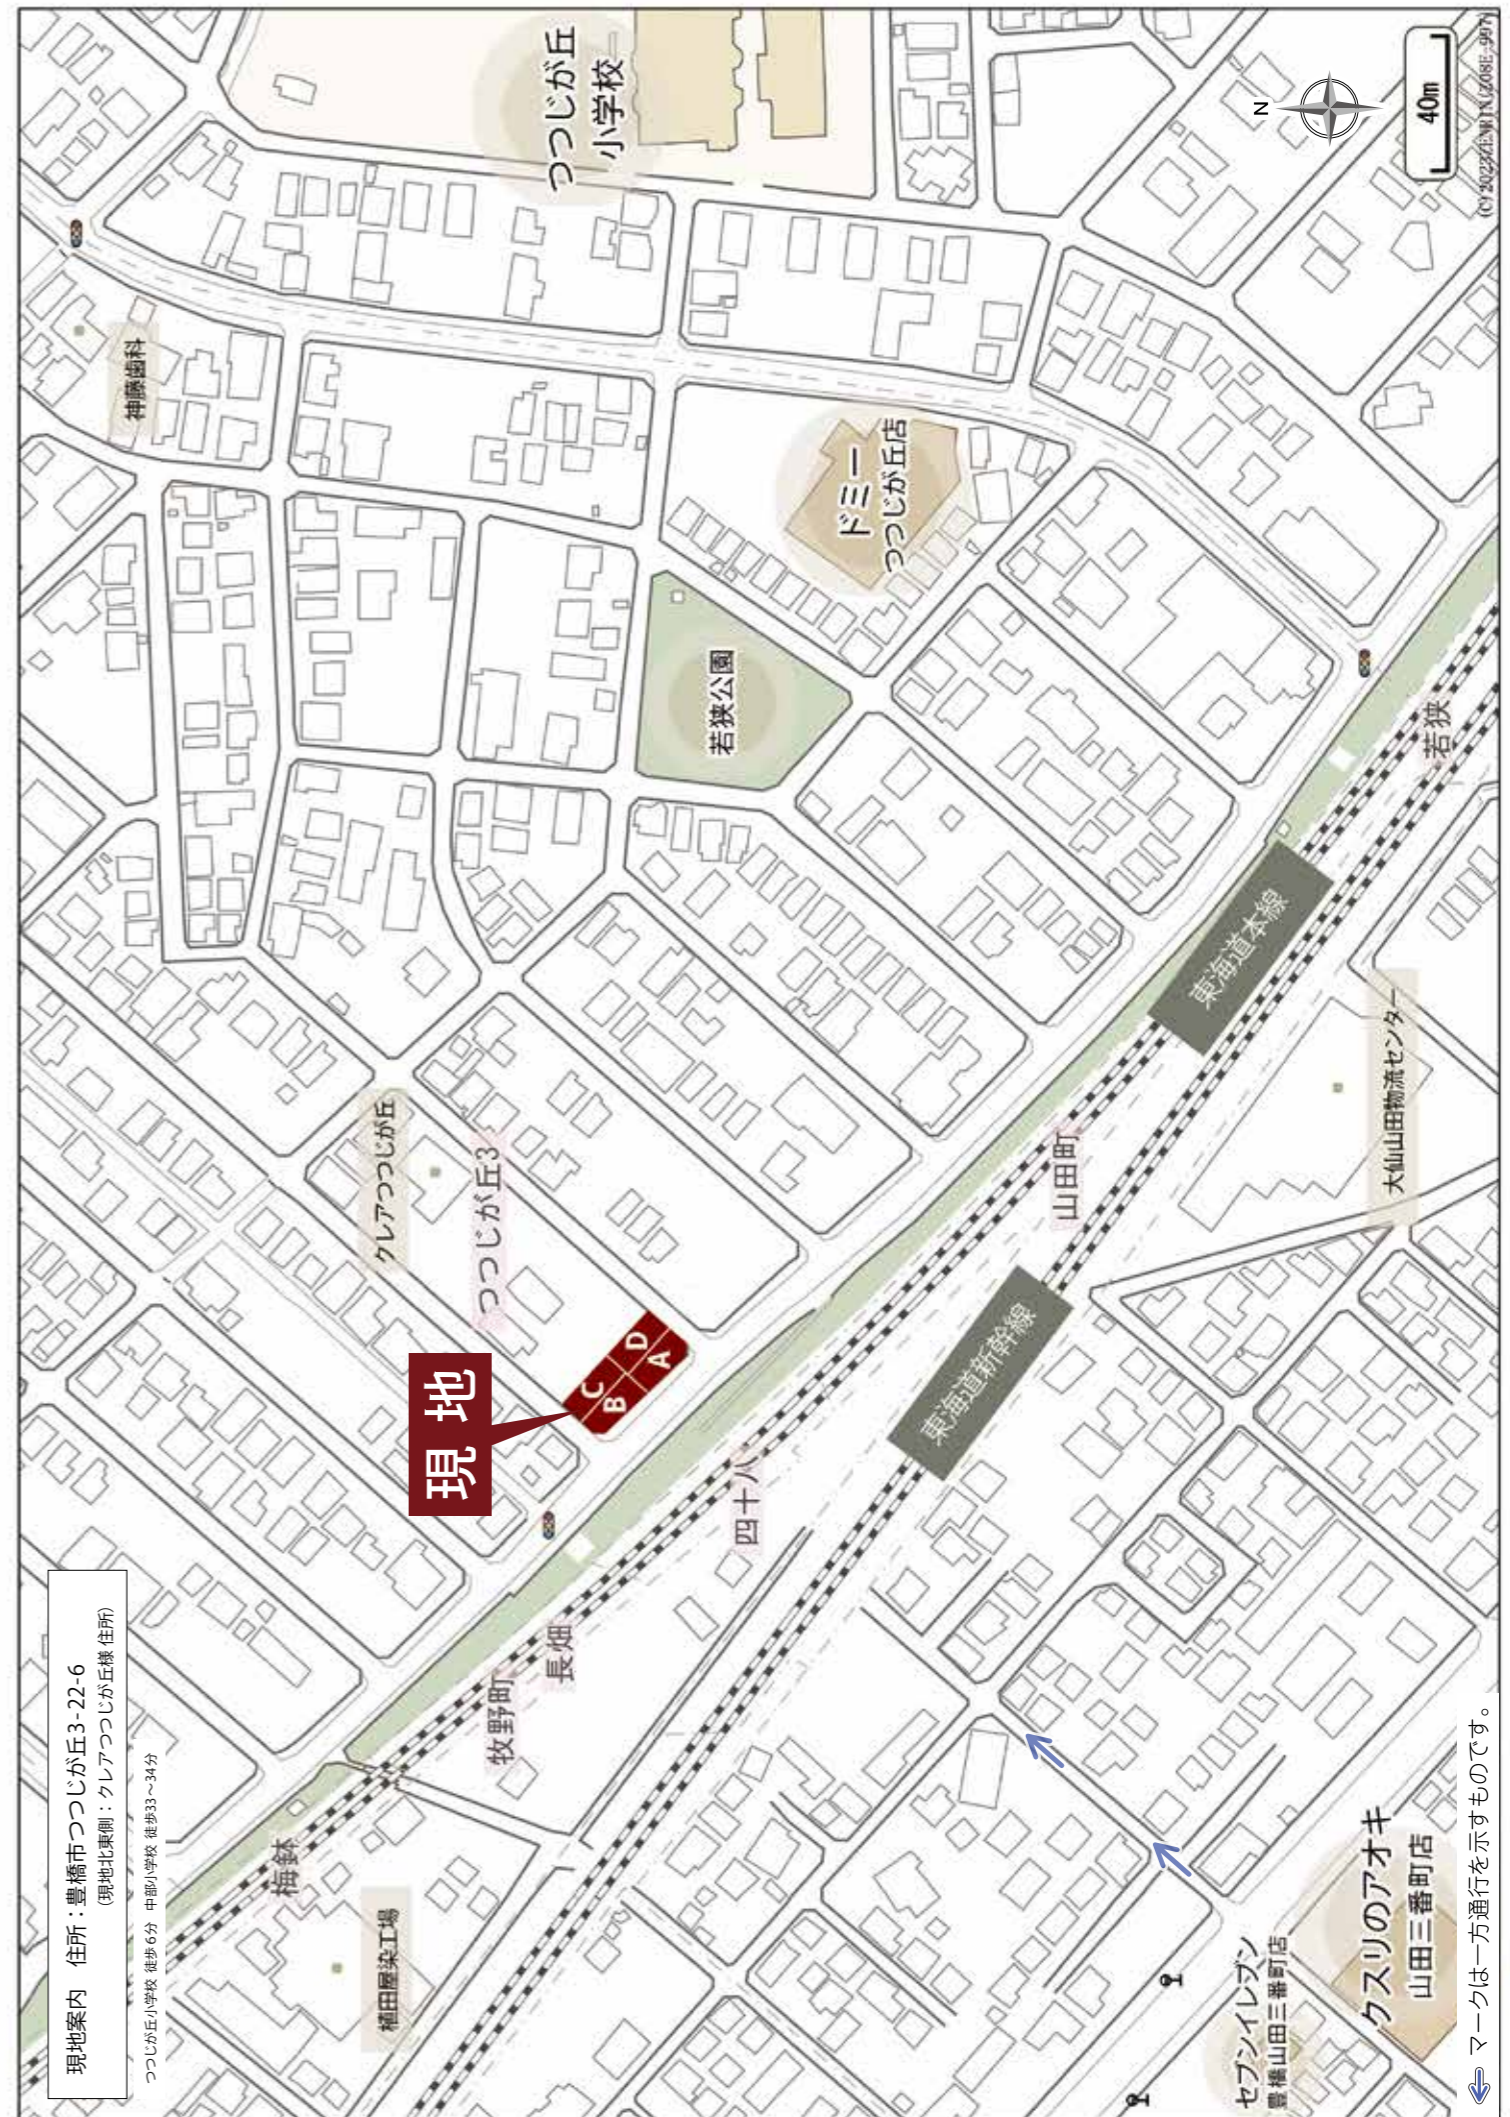 現地案内　住所：豊橋市つつじが丘3-22-6
(現地北東側：クレアつつじが丘様 住所)
つつじが丘小学校 徒歩6分　中部小学校 徒歩33～34分
神藤歯科
つつじが丘
小学校
N
40m
(C) 2023ZENRIN(Z08E-997)
ドミー
つつじが丘店
若狭公園
クレアつつじが丘
つつじが丘3
現 地
C
D
B
A
東海道本線
若狭
山田町
大仙山田物流センター
東海道新幹線
四十八
長畑
牧野町
梅鉢
植田屋染工場
セブンイレブン
豊橋山田三番町店
クスリのアオキ
山田三番町店
⇐ マークは一方通行を示すものです。